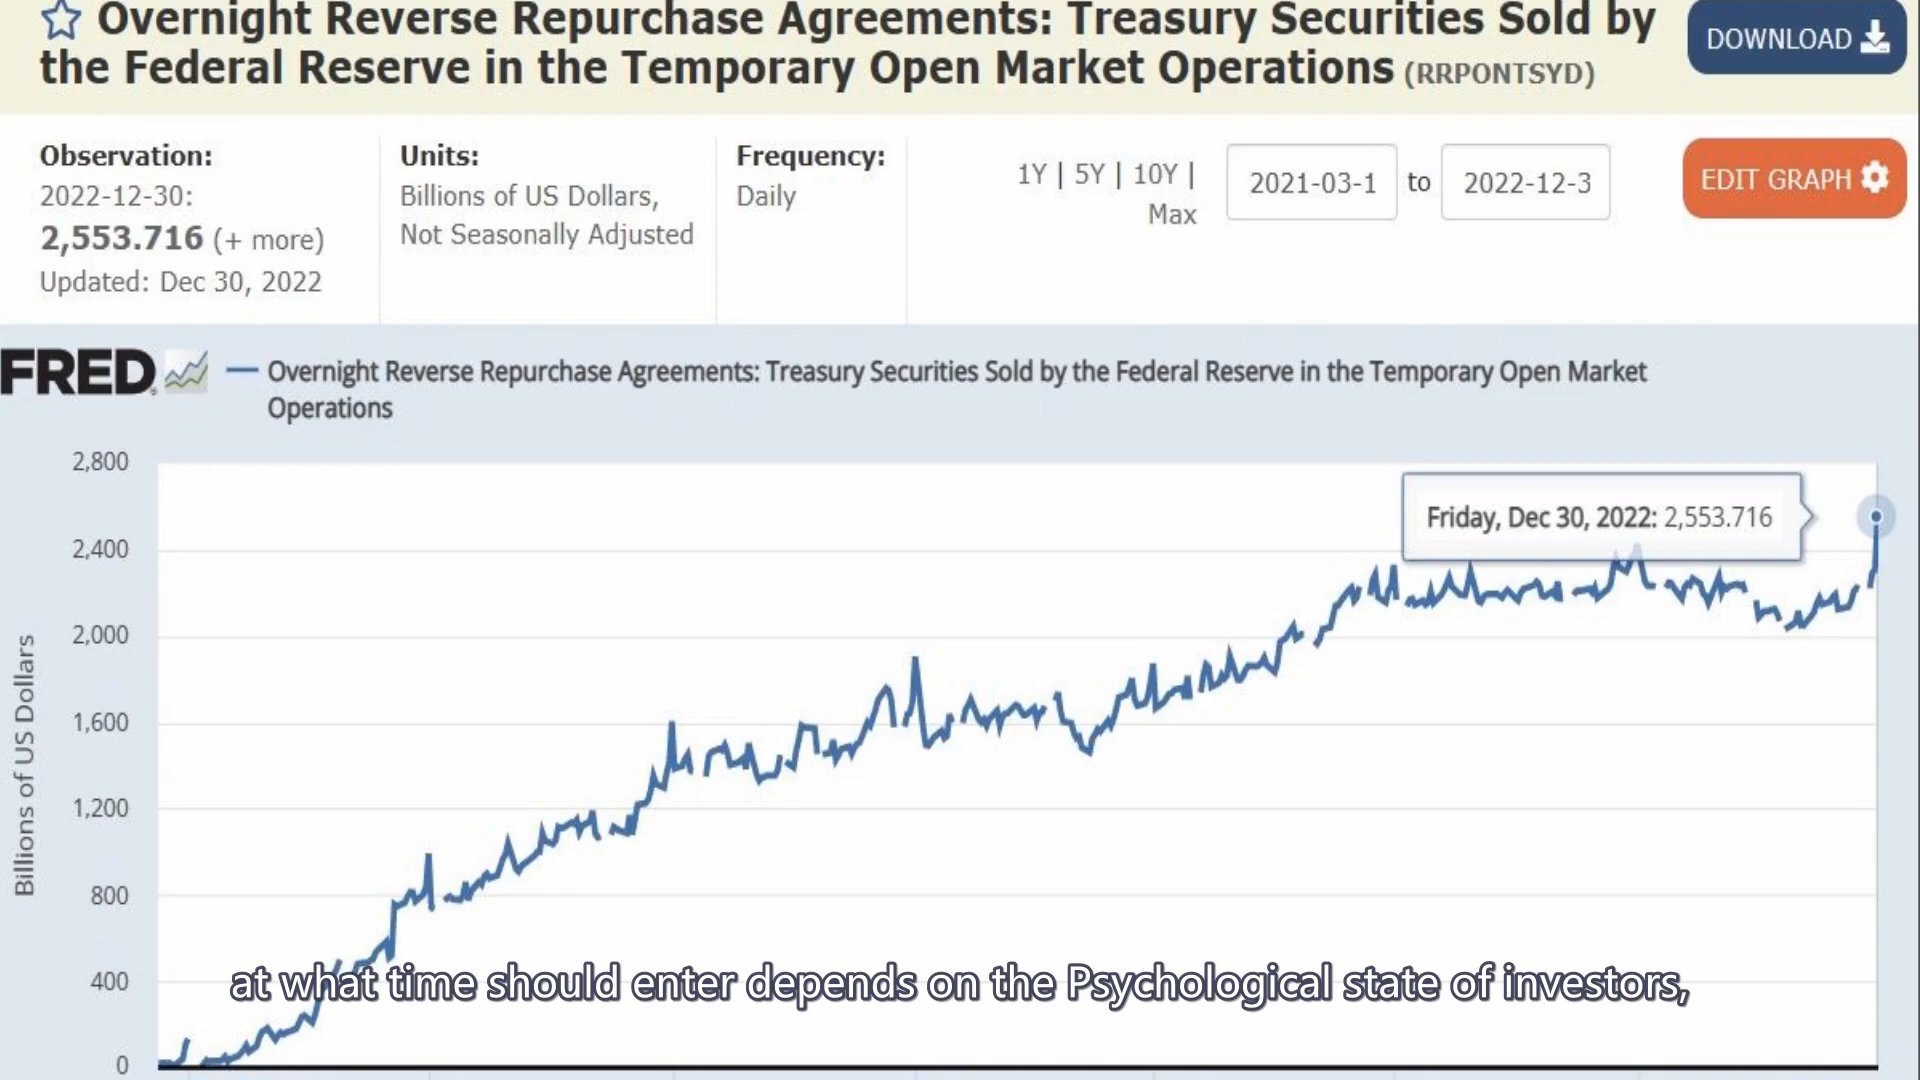 Overnight Reverse Repurchase Agreements: Treasury Securities Sold by
the Federal Reserve in the Temporary Open Market Operations (RRPONTSYD)
DOWNLOAD
Observation:
2022-12-30:
2,553.716 (+ more)
Updated: Dec 30, 2022
Units:
Billions of US Dollars,
Not Seasonally Adjusted
Frequency:
Daily
1Y | 5Y | 10Y |
Max
2021-03-1
to
2022-12-3
EDIT GRAPH
FRED
Overnight Reverse Repurchase Agreements: Treasury Securities Sold by the Federal Reserve in the Temporary Open Market
Operations
2,800
2,400
2,000
1,600
1,200
800
400
0
Billions of US Dollars
Friday, Dec 30, 2022: 2,553.716
at what time should enter depends on the Psychological state of investors,